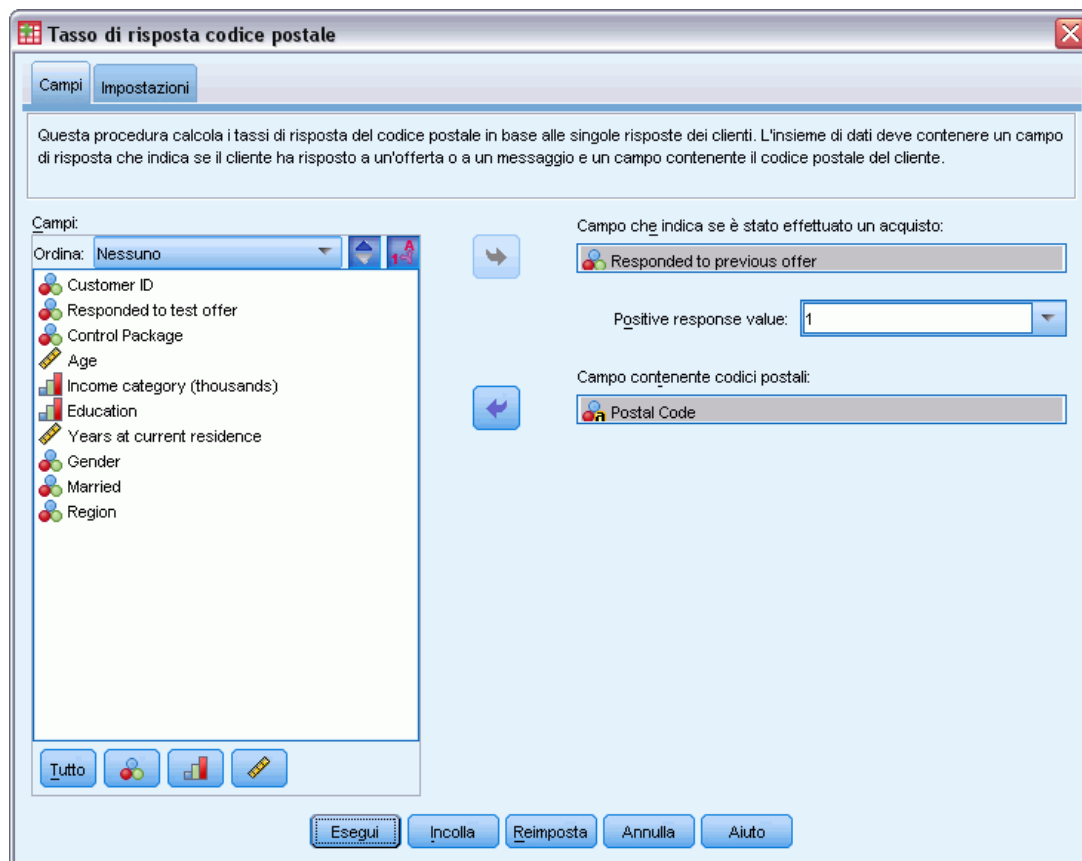 Tasso di risposta codice postale
Campi
Impostazioni
Questa procedura calcola i tassi di risposta del codice postale in base alle singole risposte dei clienti. L'insieme di dati deve contenere un campo
di risposta che indica se il cliente ha risposto a un'offerta o a un messaggio e un campo contenente il codice postale del cliente.
Campi:
Ordina: Nessuno
Customer ID
Responded to test offer
Control Package
Age
Income category (thousands)
Education
Years at current residence
Gender
Married
Region
Tutto
Campo che indica se è stato effettuato un acquisto:
Responded to previous offer
Positive response value: 1
Campo contenente codici postali:
Postal Code
Esegui
Incolla
Reimposta
Annulla
Aiuto